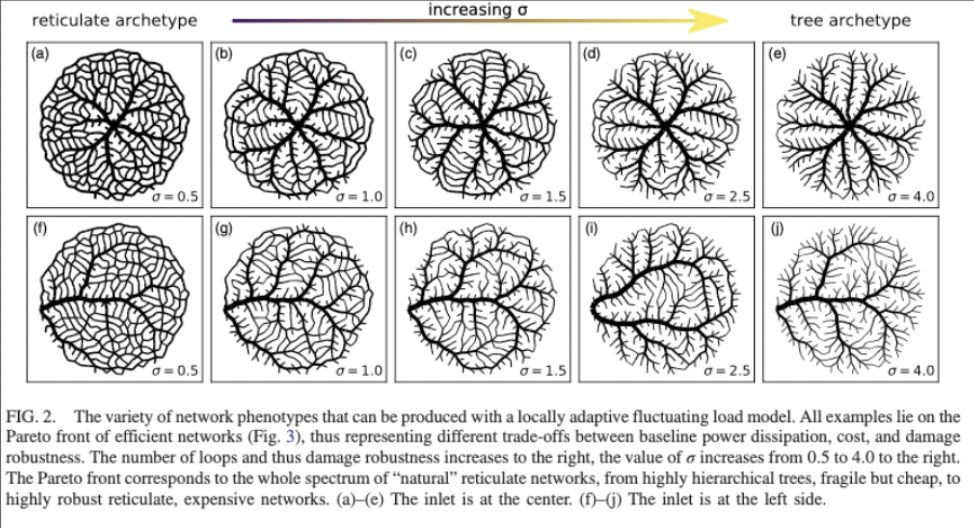 increasing σ
reticulate archetype
tree archetype
(a)
σ = 0.5
(b)
σ = 1.0
(c)
σ = 1.5
(d)
σ = 2.5
(e)
σ = 4.0
(f)
σ = 0.5
(g)
σ = 1.0
(h)
σ = 1.5
(i)
σ = 2.5
(j)
σ = 4.0
FIG. 2. The variety of network phenotypes that can be produced with a locally adaptive fluctuating load model. All examples lie on the
Pareto front of efficient networks (Fig. 3), thus representing different trade-offs between baseline power dissipation, cost, and damage
robustness. The number of loops and thus damage robustness increases to the right, the value of σ increases from 0.5 to 4.0 to the right.
The Pareto front corresponds to the whole spectrum of “natural” reticulate networks, from highly hierarchical trees, fragile but cheap, to
highly robust reticulate, expensive networks. (a)–(e) The inlet is at the center. (f)–(j) The inlet is at the left side.